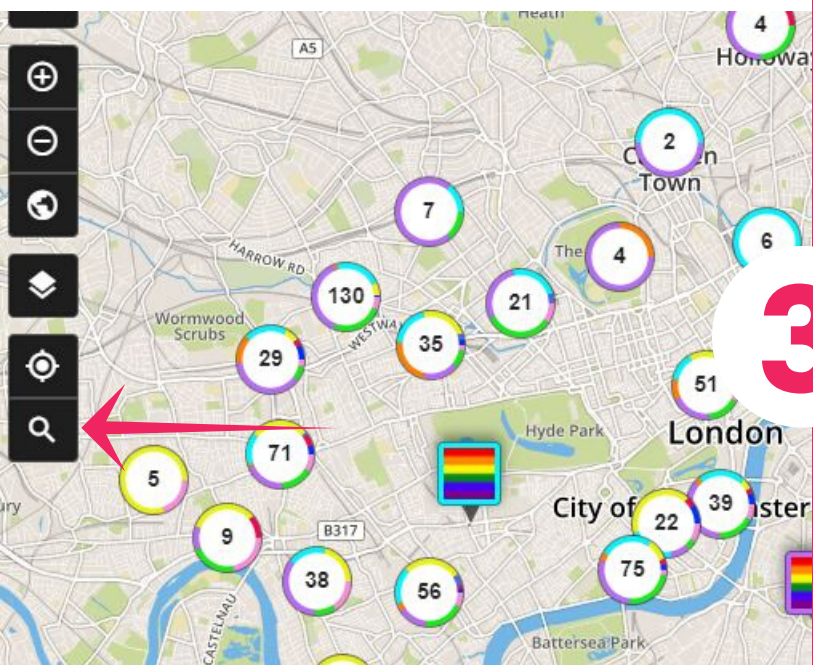 Heath
4
A5
Holloway
2
Camden
Town
7
6
The
4
HARROW RD
130
21
3
Wormwood
Scrubs
WESTWAY
35
29
51
Hyde Park
London
71
5
39
City of
22
9
B317
75
38
56
CASTELNAU
Battersea Park